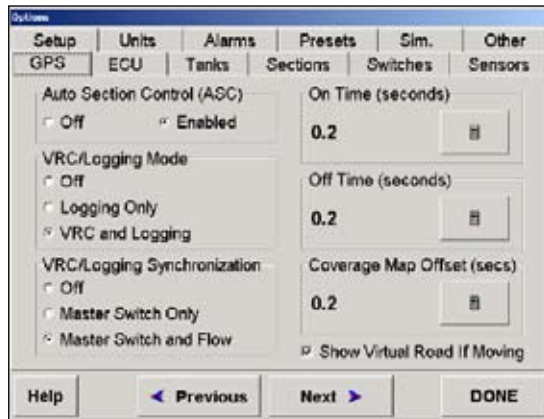 Options
Setup Units Alarms Presets Sim. Other
GPS ECU Tanks Sections Switches Sensors
Auto Section Control (ASC)
Off Enabled
VRC/Logging Mode
Off
Logging Only
VRC and Logging
VRC/Logging Synchronization
Off
Master Switch Only
Master Switch and Flow
On Time (seconds)
0.2
Off Time (seconds)
0.2
Coverage Map Offset (secs)
0.2
Show Virtual Road If Moving
Help Previous Next DONE